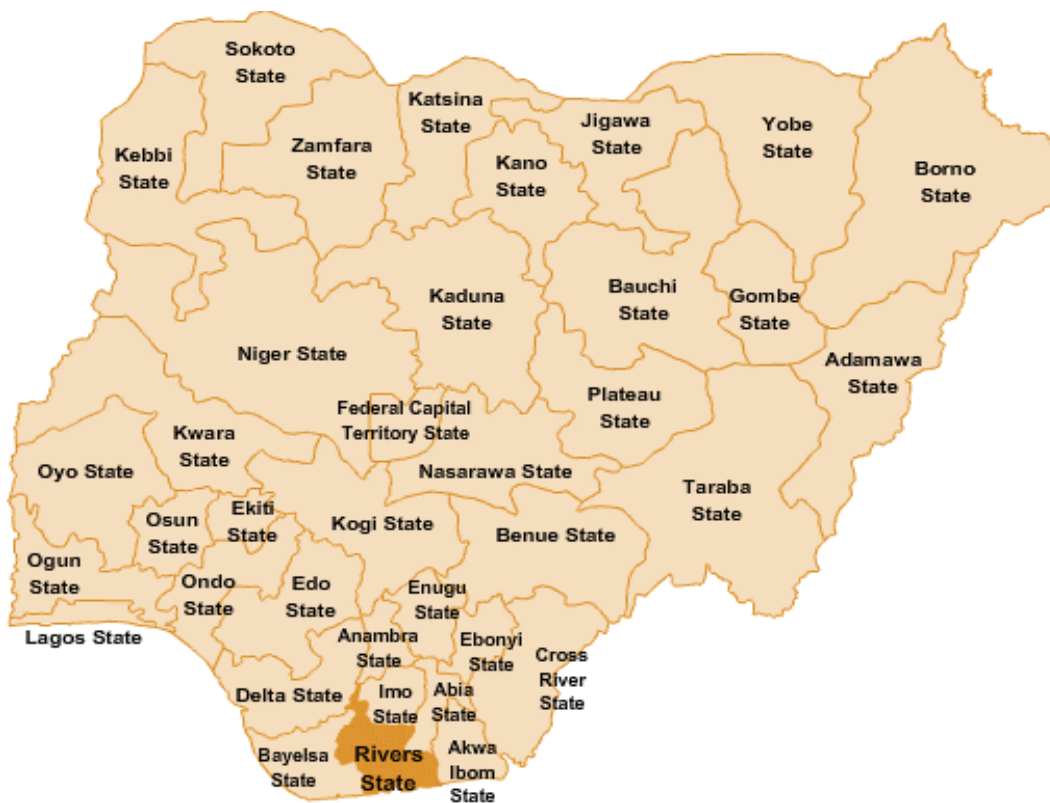 Sokoto
State
Katsina
State
Jigawa
State
Yobe
State
Kebbi
State
Zamfara
State
Kano
State
Borno
State
Bauchi
State
Gombe
State
Kaduna
State
Niger State
Adamawa
State
Plateau
State
Federal Capital
Territory State
Kwara
State
Oyo State
Nasarawa State
Taraba
State
Osun
State
Ekiti
State
Kogi State
Benue State
Ogun
State
Ondo
State
Edo
State
Enugu
State
Lagos State
Anambra
State
Ebonyi
State
Cross
River
State
Delta State
Imo
State
Abia
State
Bayelsa
State
Rivers
State
Akwa
Ibom
State